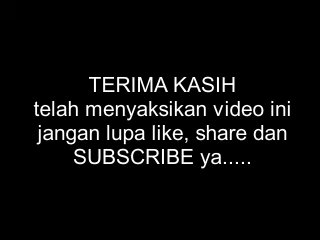 TERIMA KASIH
telah menyaksikan video ini
jangan lupa like, share dan
SUBSCRIBE ya.....